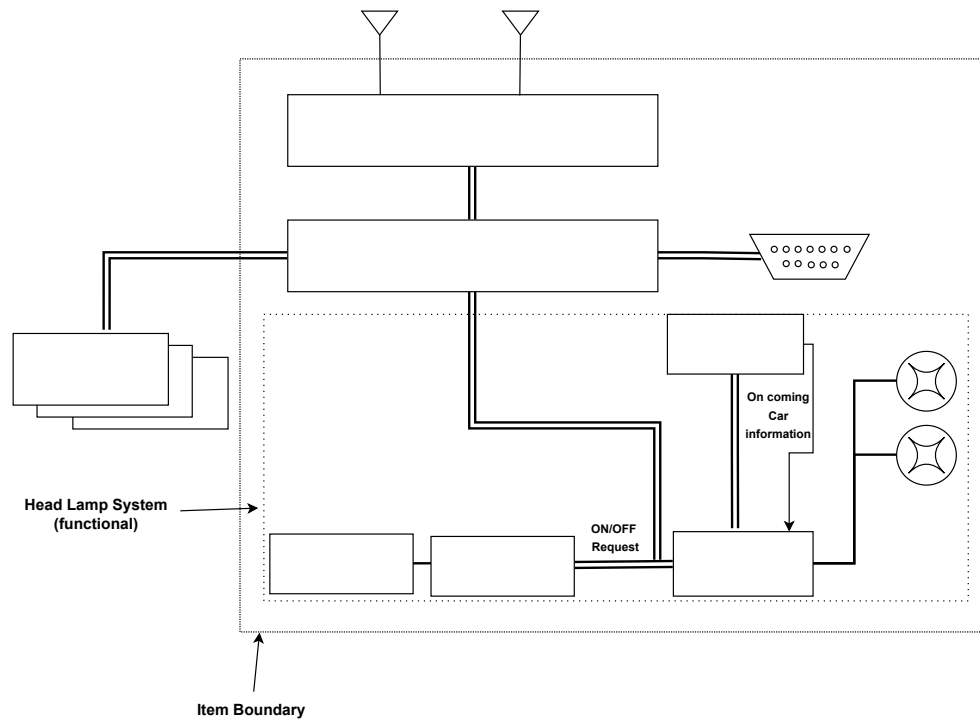 On coming
Car
information
Head Lamp System
(functional)
ON/OFF
Request
Item Boundary